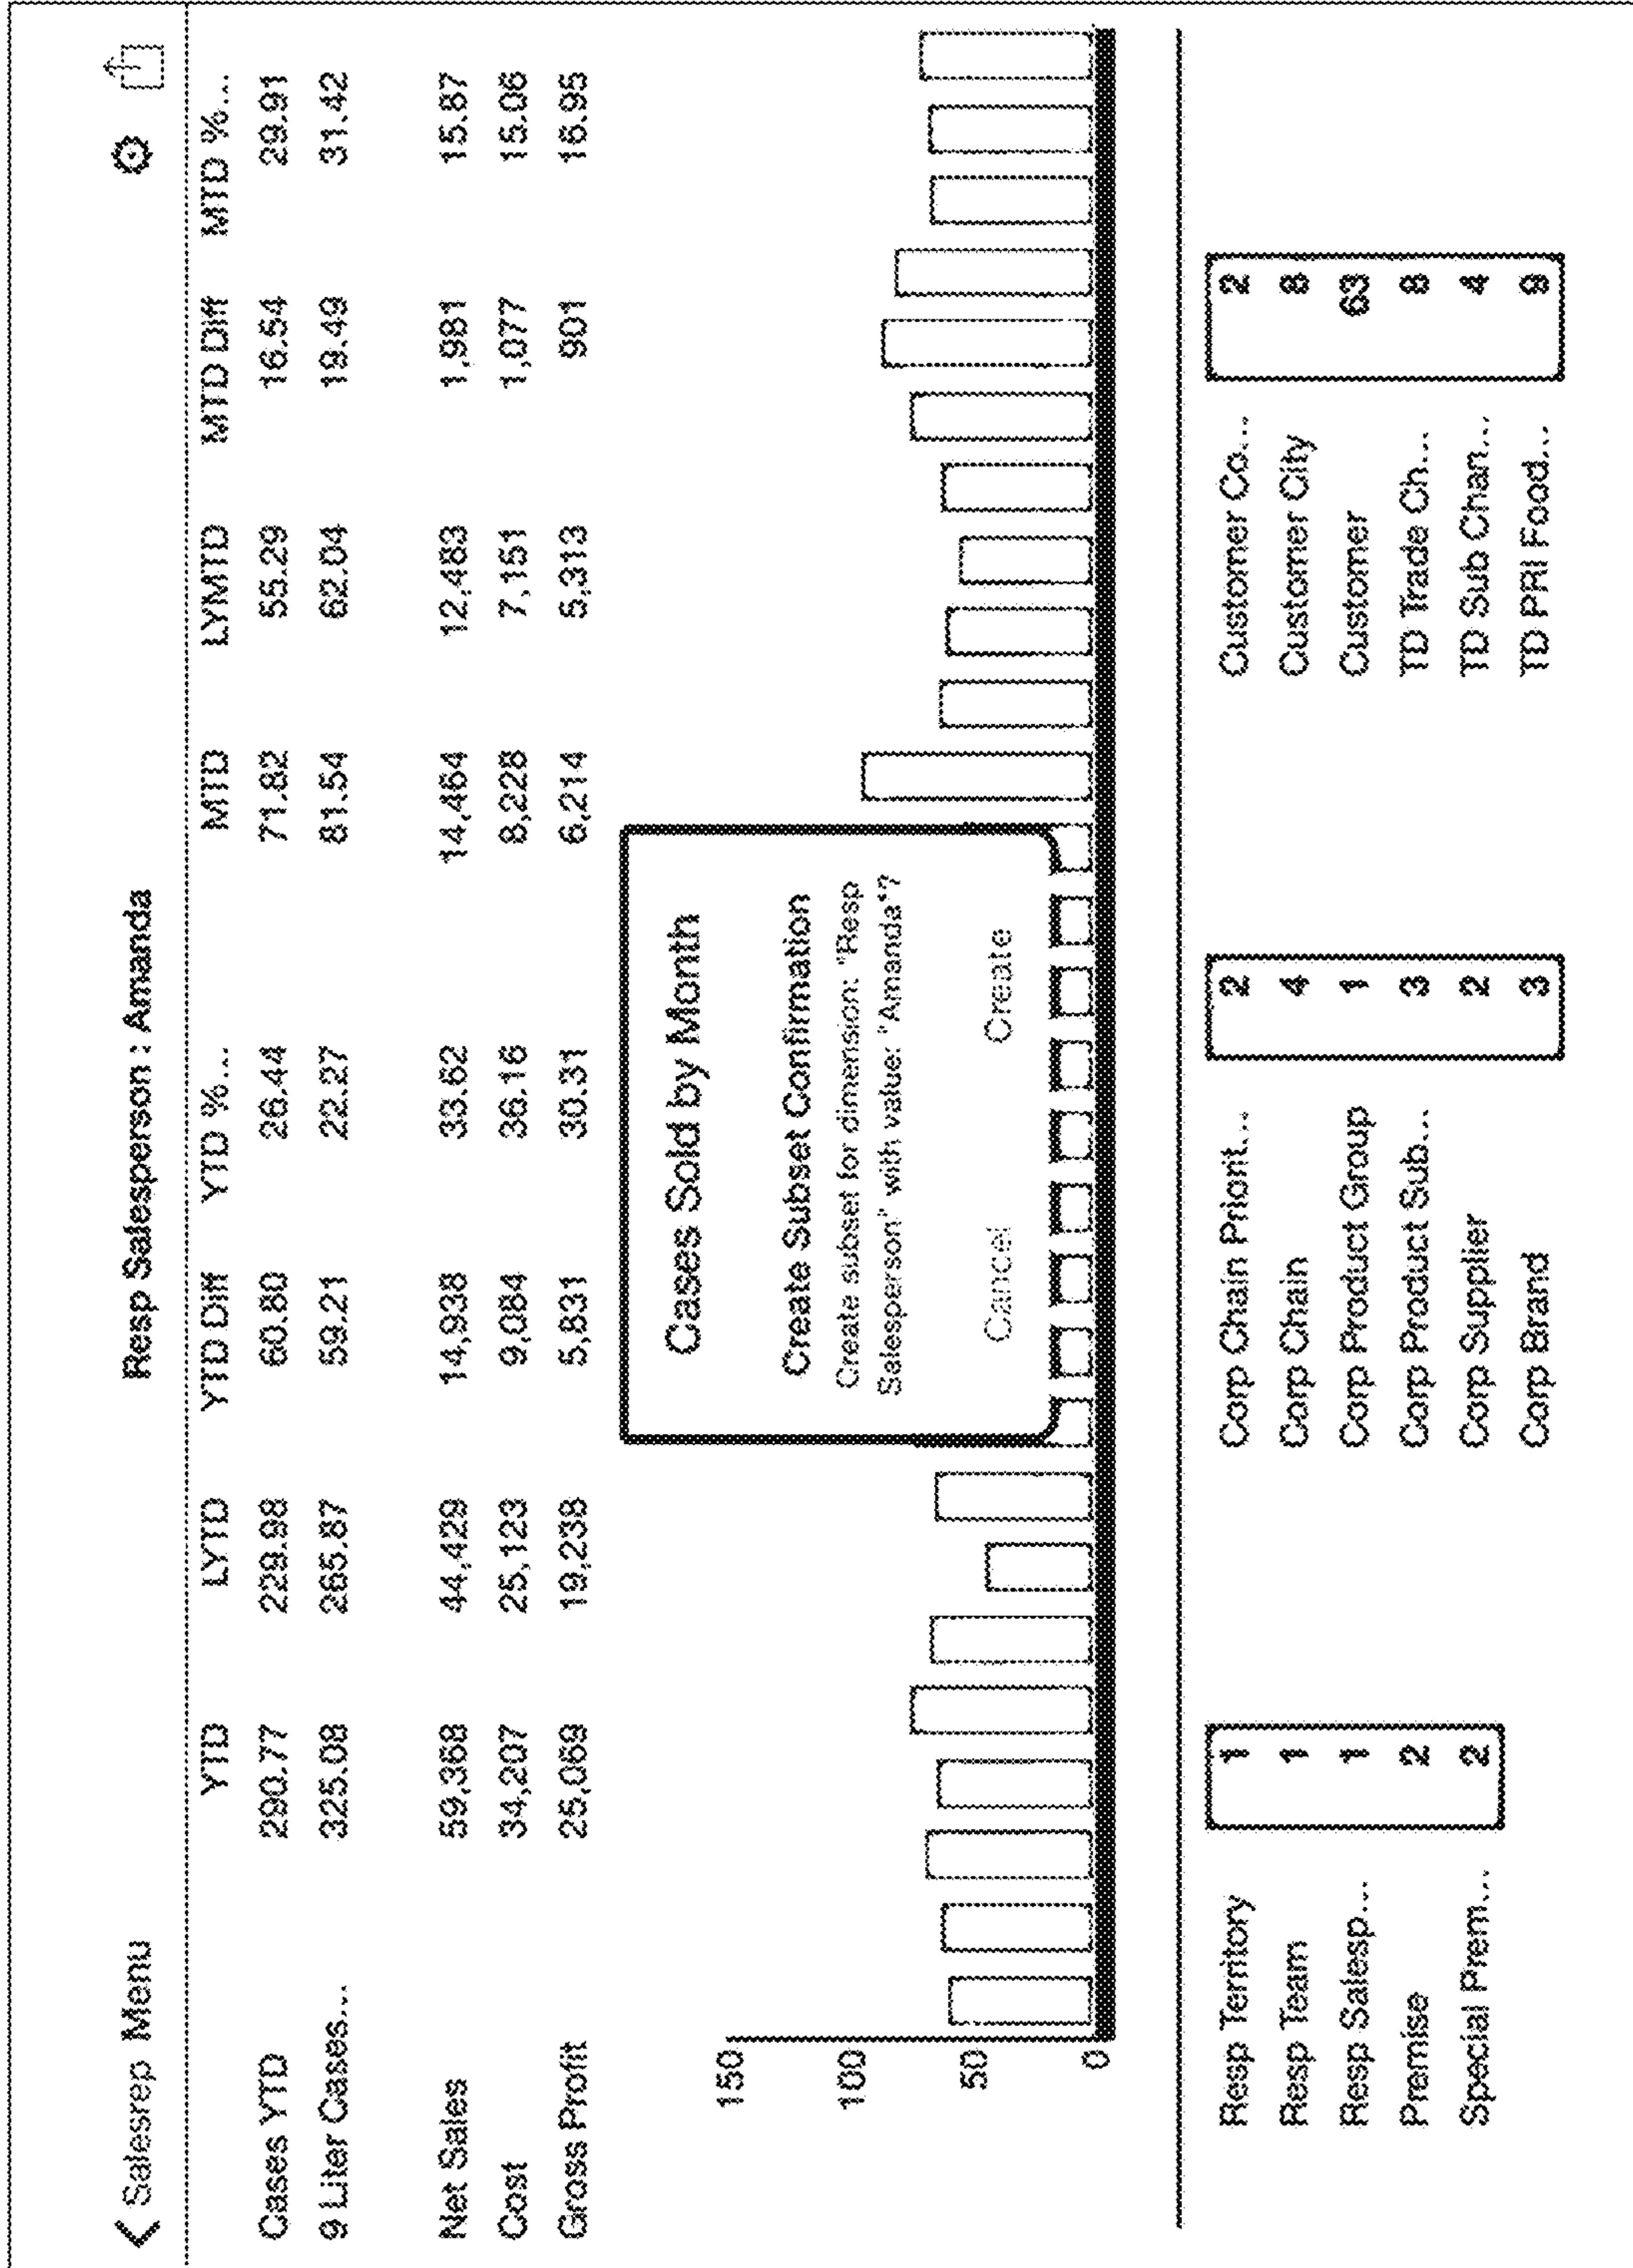 < Salesrep Menu Resp Salesperson : Amanda
YTD LYTD YTD Diff YTD %... MTD LYMTD MTD Diff MTD %...
Cases YTD 290.77 229.98 60.80 26.44 71.82 55.29 16.54 29.91
9 Liter Cases... 325.08 265.87 59.21 22.27 81.54 62.04 19.49 31.42
Net Sales 59,368 44,429 14,938 33.62 14,464 12,483 1,981 15.87
Cost 34,207 25,123 9,084 36.16 8,228 7,151 1,077 15.06
Gross Profit 25,069 19,238 5,831 30.31 6,214 5,313 901 16.95
Cases Sold by Month
150
Create Subset Confirmation
100
Create subset for dimension: "Resp
Salesperson" with value: "Amanda"?
50
Cancel Create
0
Resp Territory 1 Corp Chain Priorit... 2 Customer Co... 2
Resp Team 1 Corp Chain 4 Customer City 8
Resp Salesp... 1 Corp Product Group 1 Customer 63
Premise 2 Corp Product Sub... 3 TD Trade Ch... 8
Special Prem... 2 Corp Supplier 2 TD Sub Chan... 4
Corp Brand 3 TD PRI Food... 9